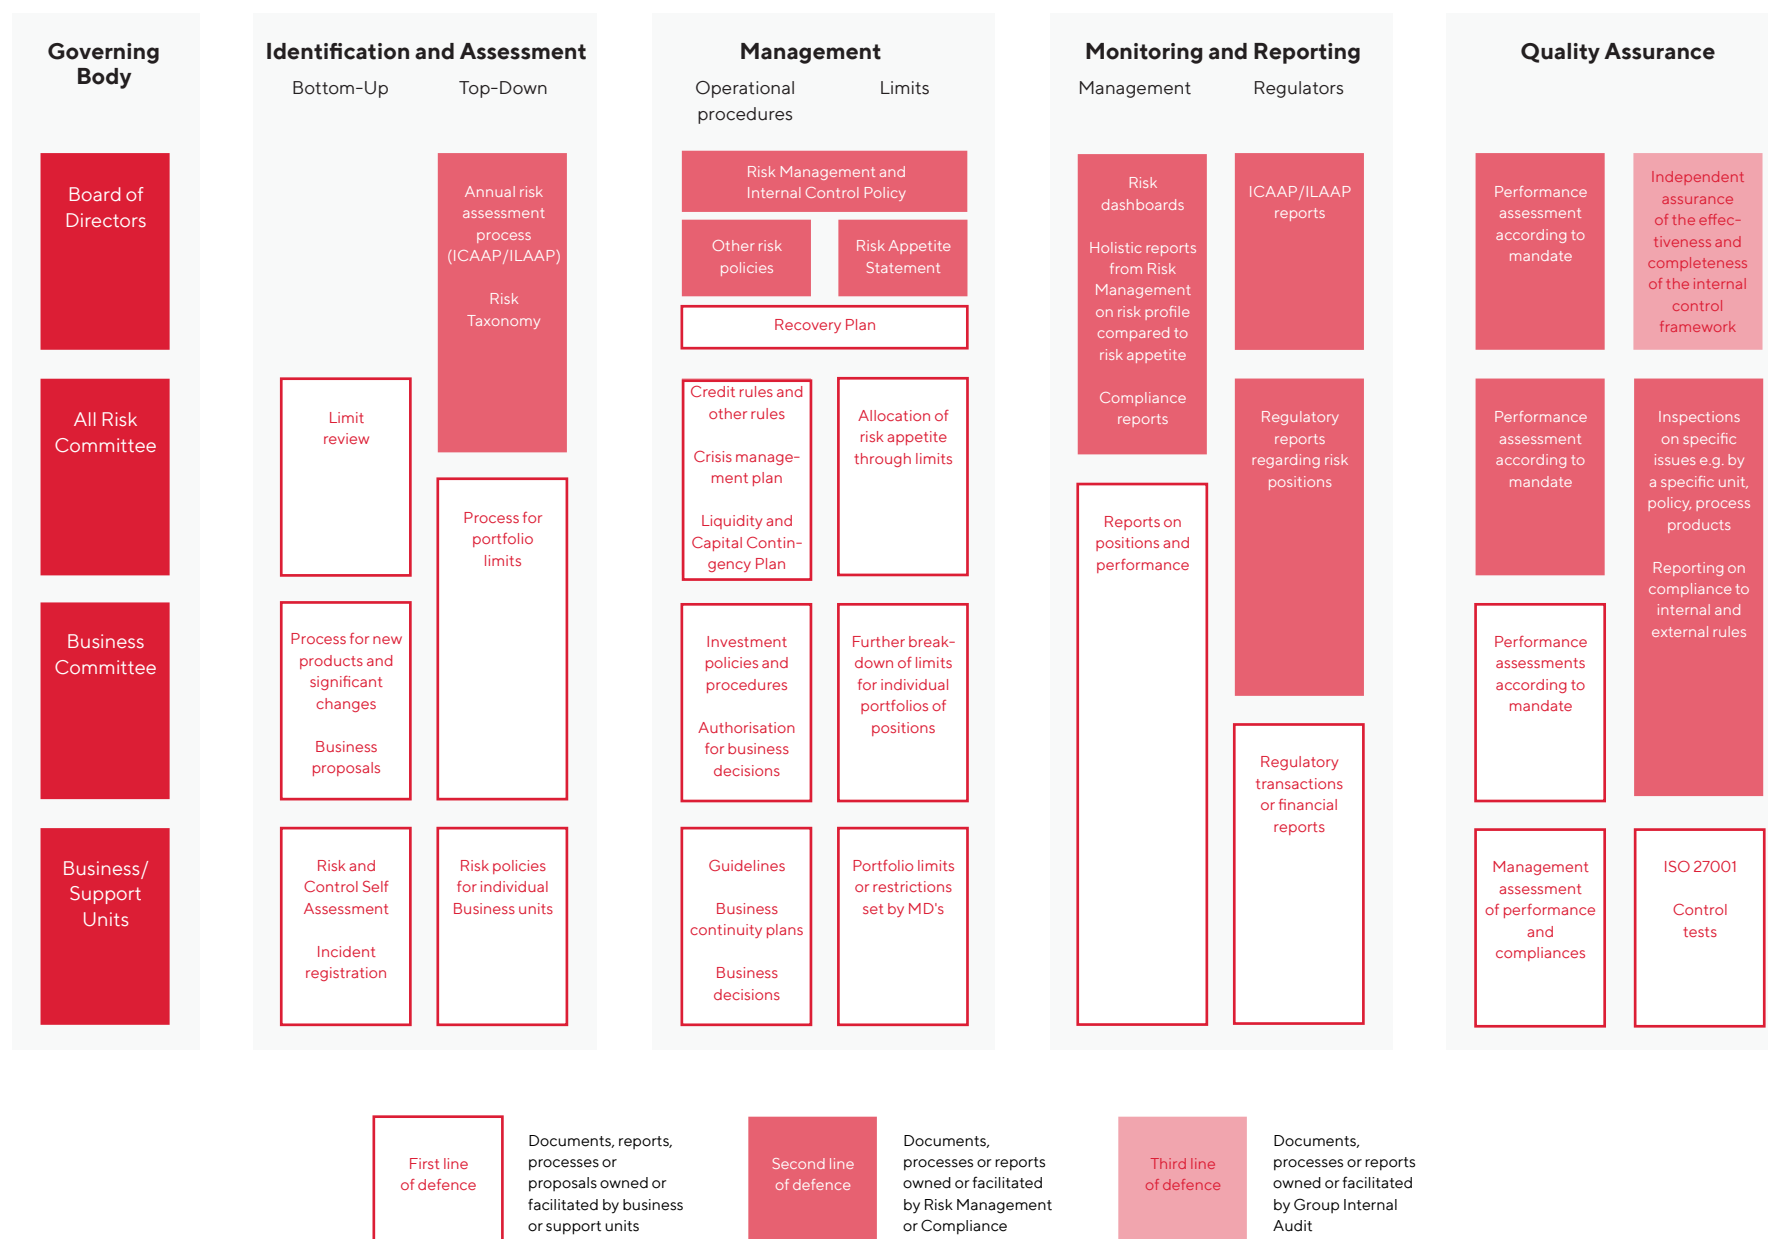 Governing
Body
Board of
Directors
All Risk
Committee
Business
Committee
Business/
Support
Units
Identification and Assessment
Bottom-Up
Top-Down
Annual risk
assessment
process
(ICAAP/ILAAP)
Risk
Taxonomy
Limit
review
Process for
portfolio
limits
Process for new
products and
significant
changes
Business
proposals
Risk and
Control Self
Assessment
Incident
registration
Risk policies
for individual
Business units
Management
Operational
procedures
Limits
Risk Management and
Internal Control Policy
Other risk
policies
Risk Appetite
Statement
Recovery Plan
Credit rules and
other rules
Crisis manage-
ment plan
Liquidity and
Capital Contin-
gency Plan
Allocation of
risk appetite
through limits
Investment
policies and
procedures
Authorisation
for business
decisions
Further break-
down of limits
for individual
portfolios of
positions
Guidelines
Business
continuity plans
Business
decisions
Portfolio limits
or restrictions
set by MD's
Monitoring and Reporting
Management
Regulators
Risk
dashboards
Holistic reports
from Risk
Management
on risk profile
compared to
risk appetite
Compliance
reports
ICAAP/ILAAP
reports
Regulatory
reports
regarding risk
positions
Reports on
positions and
performance
Regulatory
transactions
or financial
reports
Quality Assurance
Performance
assessment
according to
mandate
Independent
assurance
of the effec-
tiveness and
completeness
of the internal
control
framework
Performance
assessment
according to
mandate
Inspections
on specific
issues e.g. by
a specific unit,
policy, process
products
Reporting on
compliance to
internal and
external rules
Performance
assessments
according to
mandate
Management
assessment
of performance
and
compliances
ISO 27001
Control
tests
First line
of defence
Documents, reports,
processes or
proposals owned or
facilitated by business
or support units
Second line
of defence
Documents,
processes or reports
owned or facilitated
by Risk Management
or Compliance
Third line
of defence
Documents,
processes or reports
owned or facilitated
by Group Internal
Audit